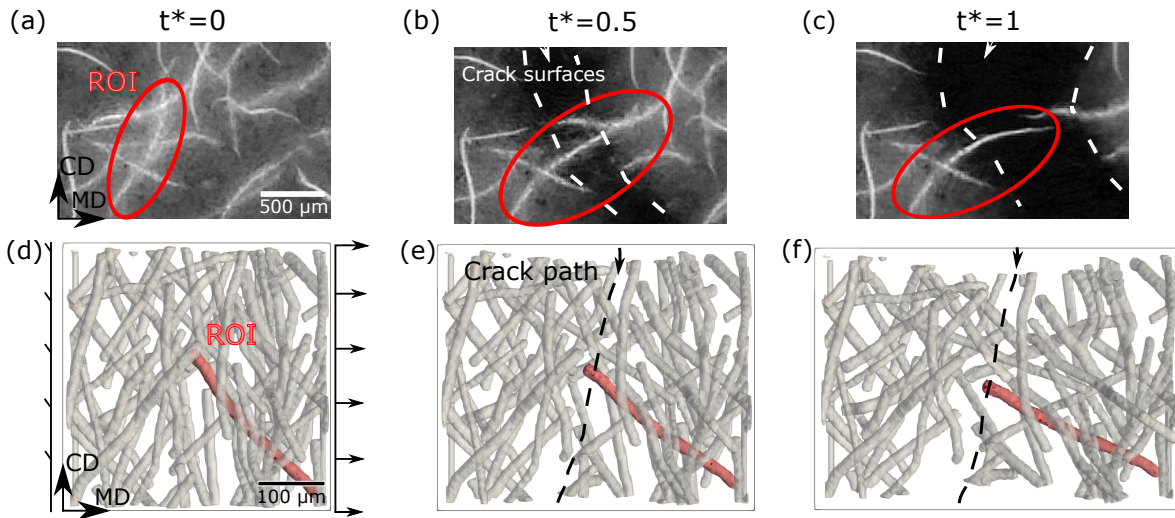 (a) t*=0
(b) t*=0.5
(c) t*=1
ROI
CD
MD
500 µm
Crack surfaces
(d)
ROI
CD
MD
100 µm
(e)
Crack path
(f)